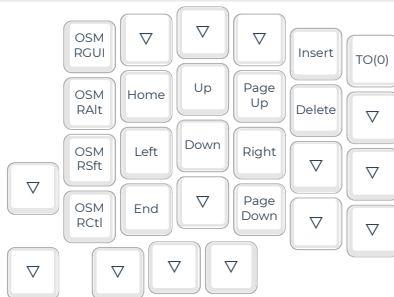 OSM
RGUI
▽
▽
▽
Insert
TO(0)
OSM
RAlt
Home
Up
Page
Up
Delete
▽
OSM
RSft
Left
Down
Right
▽
▽
▽
OSM
RCtl
End
▽
Page
Down
▽
▽
▽
▽
▽
▽